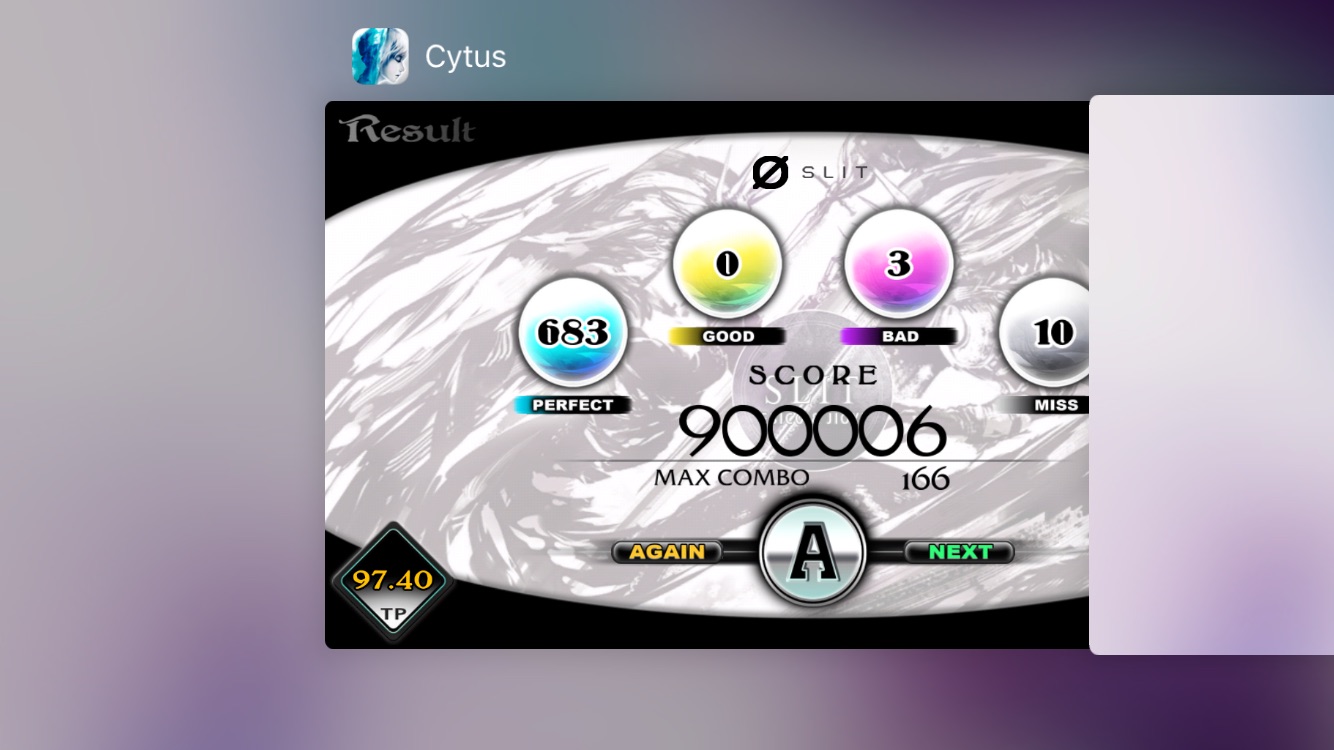 Cytus
Result
Ø SLIT
0
3
683
10
GOOD
BAD
PERFECT
MISS
SCORE
SLIT
900006
MAX COMBO 166
AGAIN
A
NEXT
97.40
TP